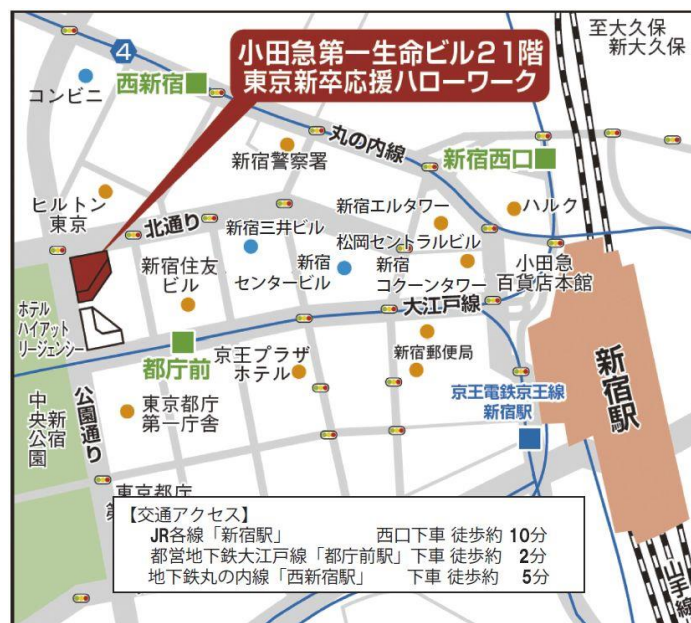 至大久保
新大久保
小田急第一生命ビル21階
東京新卒応援ハローワーク
4
コンビニ
西新宿
丸の内線
新宿警察署
新宿西口
ヒルトン
東京
北通り
新宿三井ビル
新宿エルタワー
ハルク
松岡セントラルビル
新宿住友
ビル
新宿
センタービル
新宿
コクーンタワー
小田急
百貨店本館
大江戸線
ホテル
ハイアット
リージェンシー
都庁前
京王プラザ
ホテル
新宿郵便局
新宿駅
京王電鉄京王線
新宿駅
新宿
中央公園
公園通り
東京都庁
第一庁舎
東京都庁
【交通アクセス】
JR各線「新宿駅」 西口下車 徒歩約 10分
都営地下鉄大江戸線「都庁前駅」下車 徒歩約 2分
地下鉄丸の内線「西新宿駅」 下車 徒歩約 5分
山手線